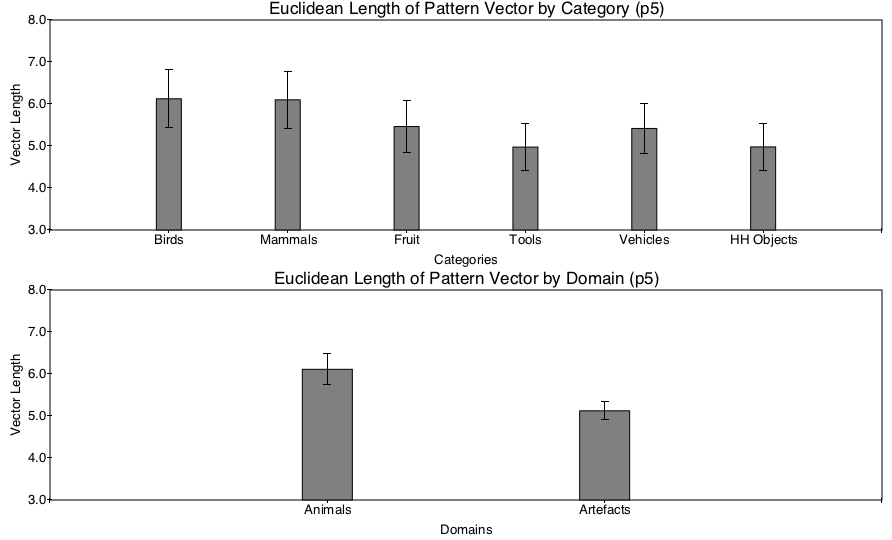 Euclidean Length of Pattern Vector by Category (p5)
8.0
7.0
6.0
5.0
4.0
3.0
Vector Length
Birds Mammals Fruit Tools Vehicles HH Objects
Categories
Euclidean Length of Pattern Vector by Domain (p5)
8.0
7.0
6.0
5.0
4.0
3.0
Vector Length
Animals Artefacts
Domains